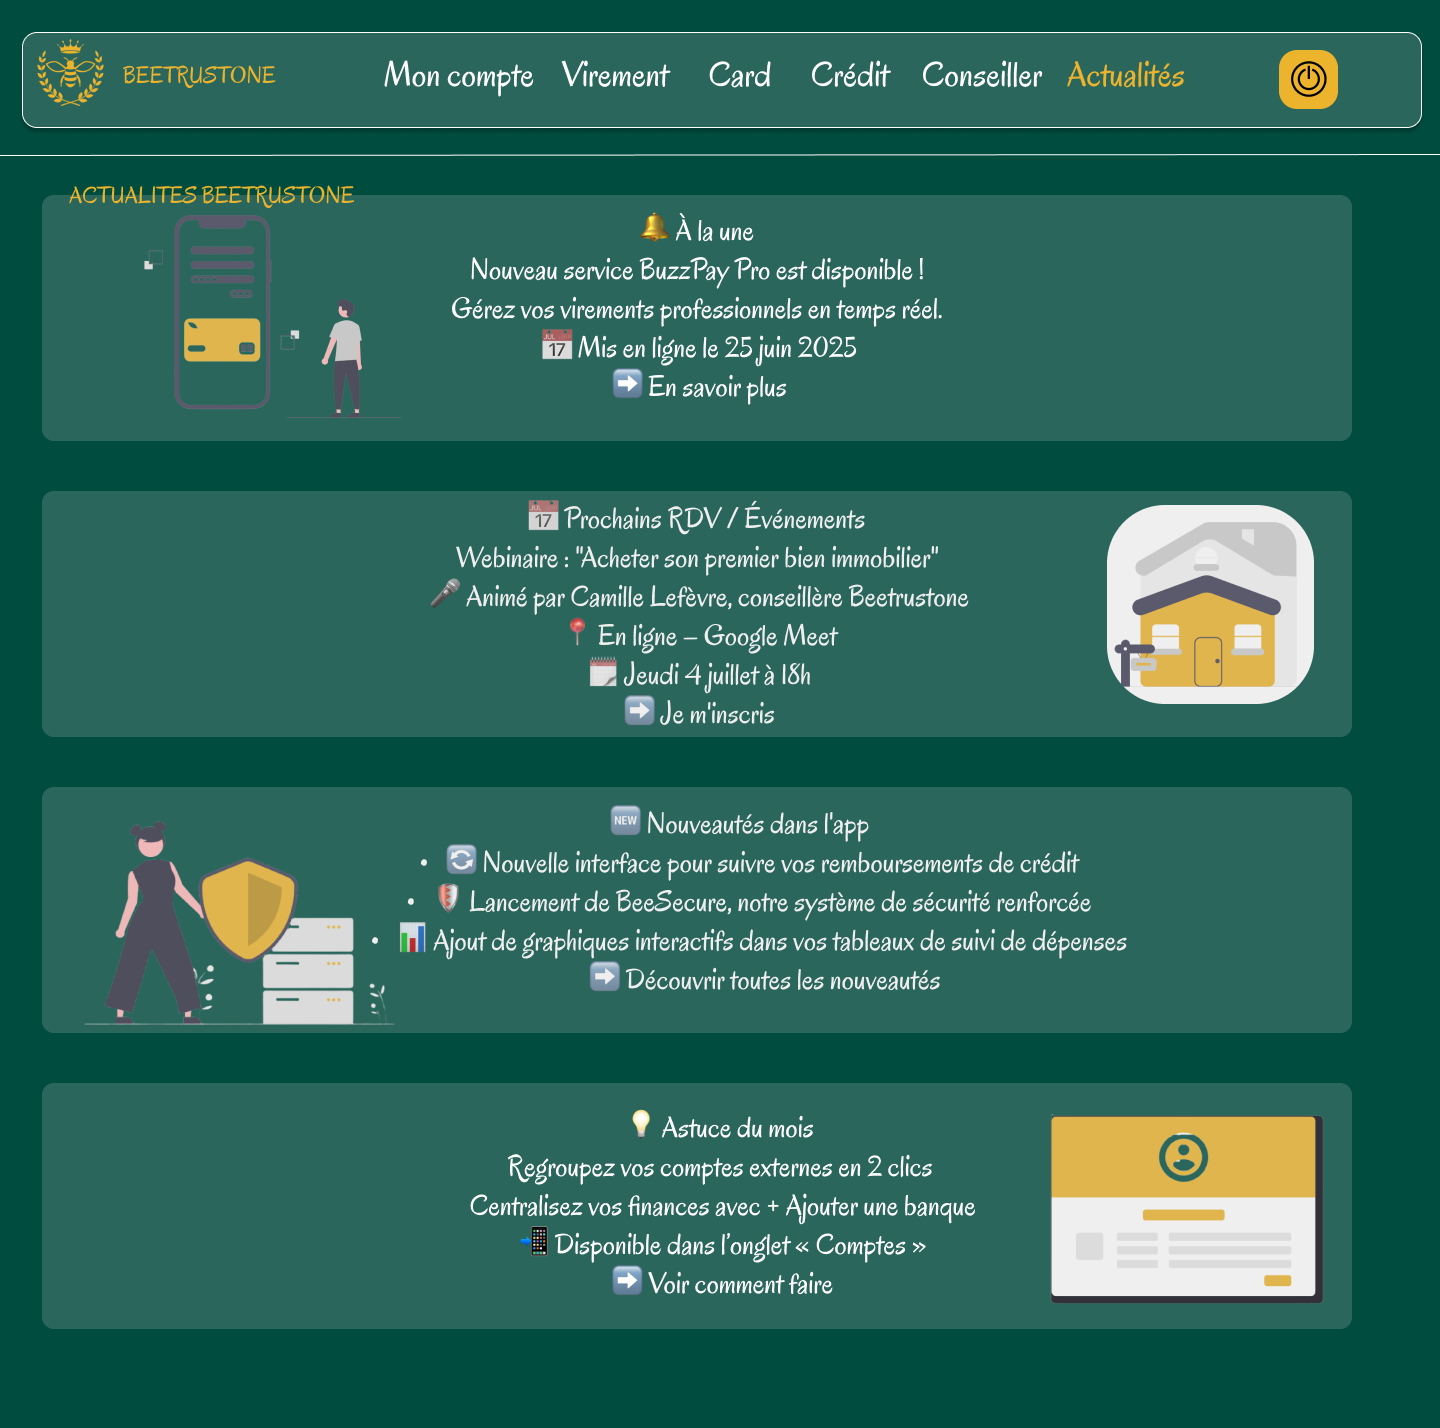 BEETRUSTONE
Mon compte Virement Card Crédit Conseiller Actualités
ACTUALITES BEETRUSTONE
🔔 À la une
Nouveau service BuzzPay Pro est disponible !
Gérez vos virements professionnels en temps réel.
📅 Mis en ligne le 25 juin 2025
➡️ En savoir plus
📅 Prochains RDV / Événements
Webinaire : "Acheter son premier bien immobilier"
🎤 Animé par Camille Lefèvre, conseillère Beetrustone
📍 En ligne – Google Meet
🗓️ Jeudi 4 juillet à 18h
➡️ Je m'inscris
🆕 Nouveautés dans l'app
• 🔄 Nouvelle interface pour suivre vos remboursements de crédit
• 🛡️ Lancement de BeeSecure, notre système de sécurité renforcée
• 📊 Ajout de graphiques interactifs dans vos tableaux de suivi de dépenses
➡️ Découvrir toutes les nouveautés
💡 Astuce du mois
Regroupez vos comptes externes en 2 clics
Centralisez vos finances avec + Ajouter une banque
📲 Disponible dans l’onglet « Comptes »
➡️ Voir comment faire